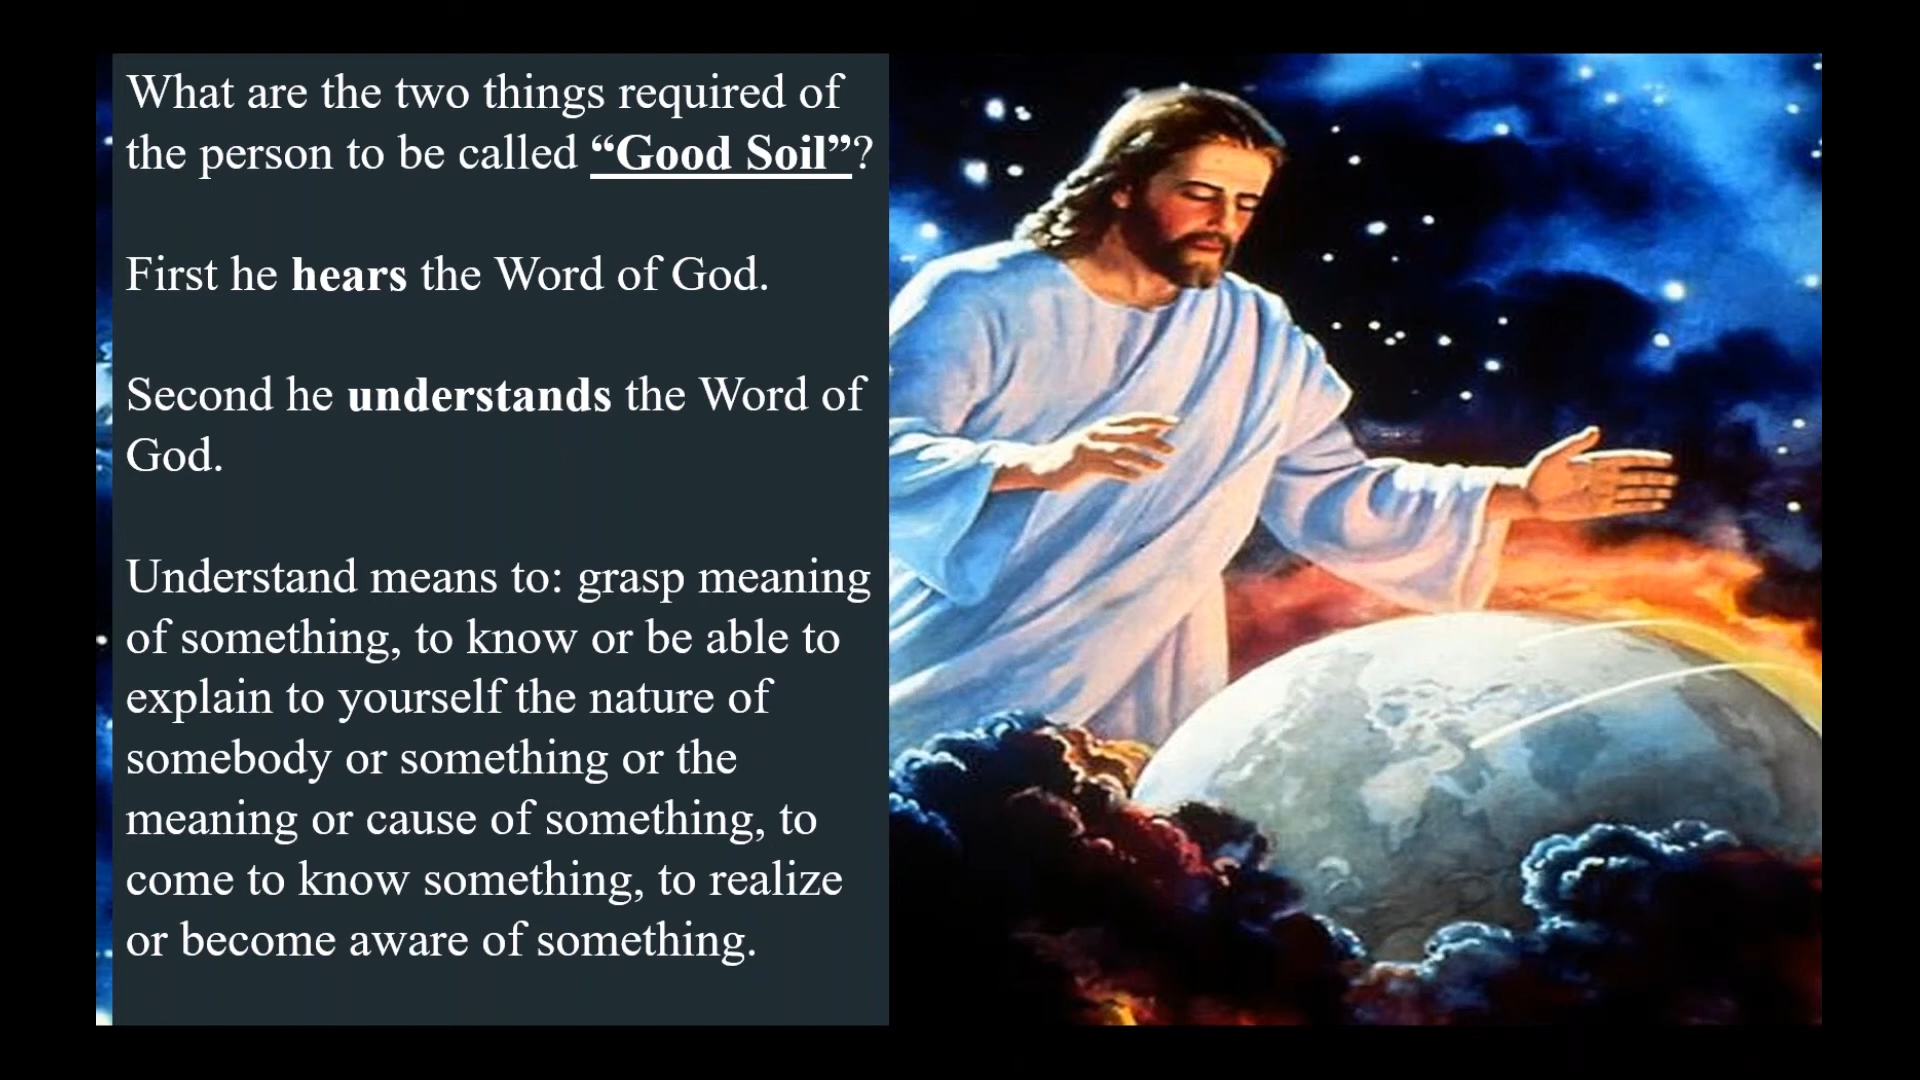 What are the two things required of
the person to be called “Good Soil”?
First he hears the Word of God.
Second he understands the Word of
God.
Understand means to: grasp meaning
of something, to know or be able to
explain to yourself the nature of
somebody or something or the
meaning or cause of something, to
come to know something, to realize
or become aware of something.